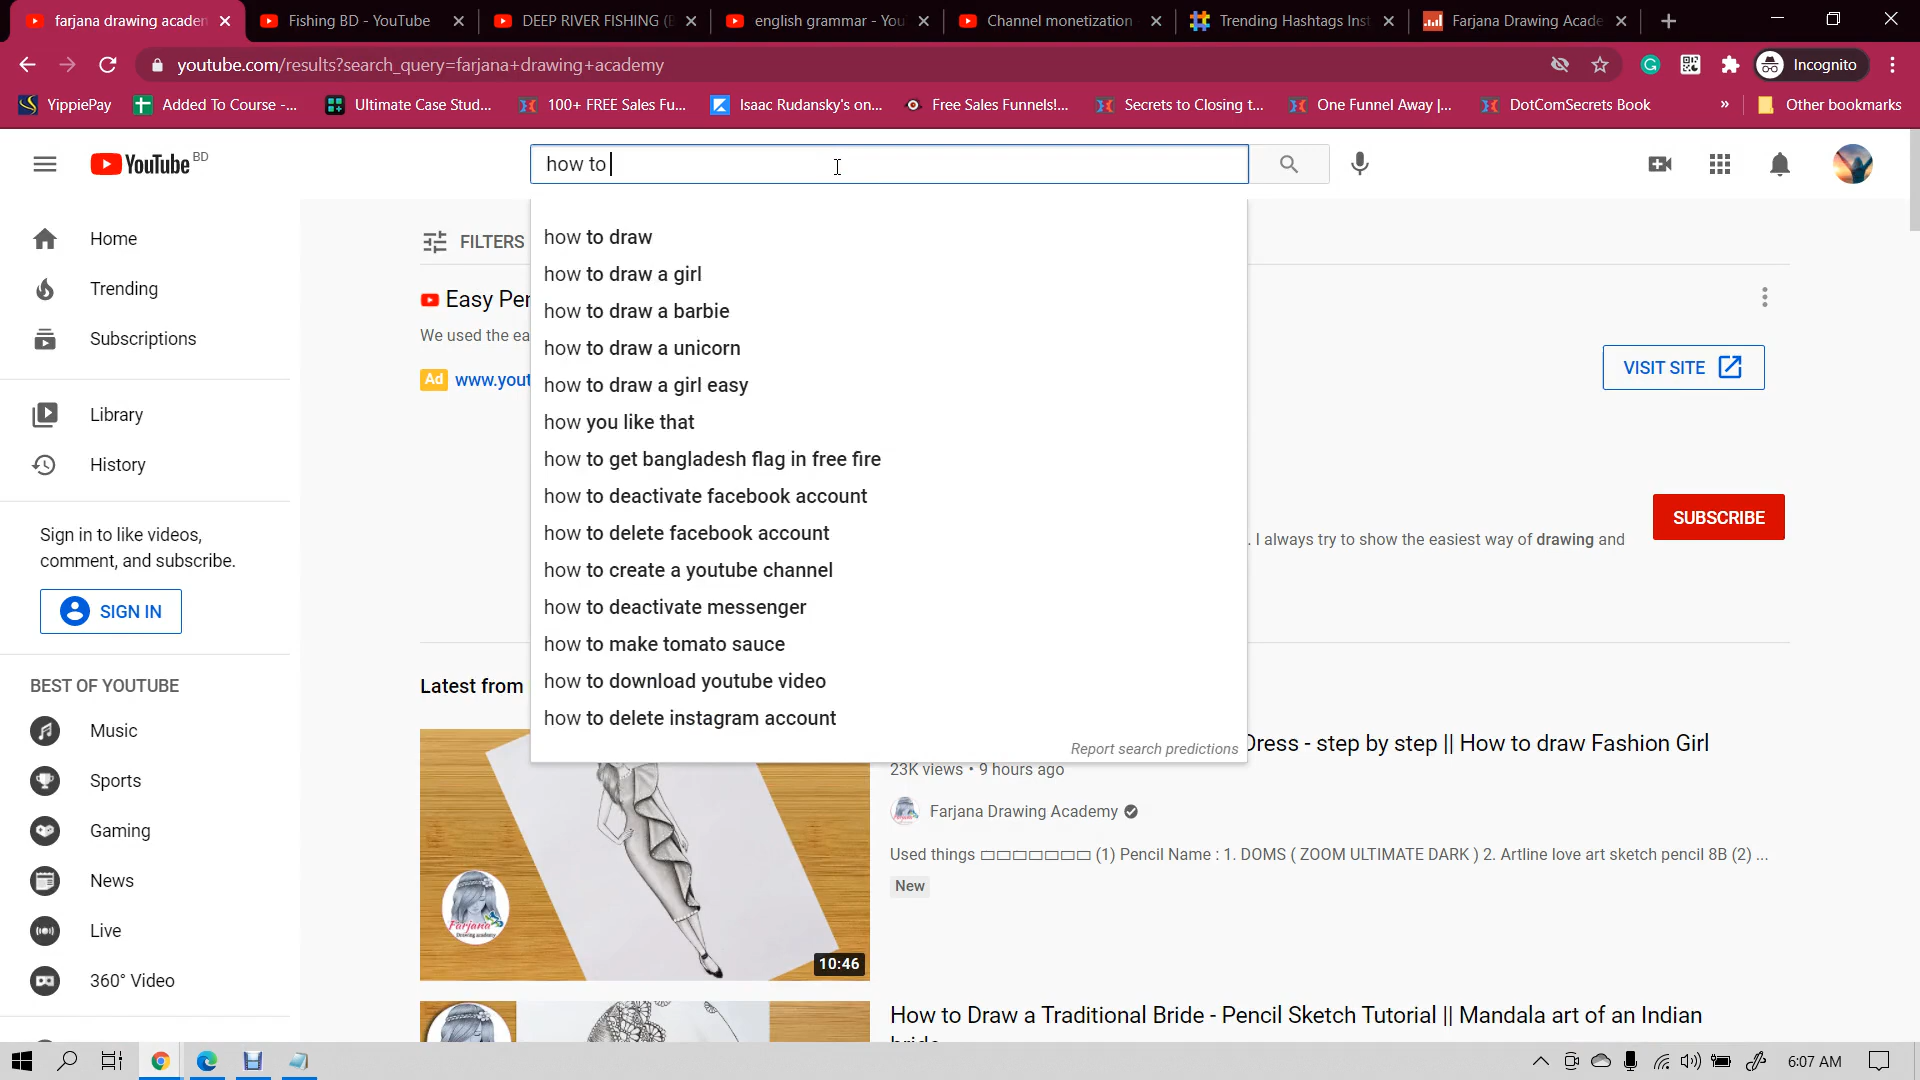 farjana drawing academ
Fishing BD - YouTube
DEEP RIVER FISHING (
english grammar - You
Channel monetization
Trending Hashtags Inst
Farjana Drawing Acade
youtube.com/results?search_query=farjana+drawing+academy
Incognito
YippiePay
Added To Course -...
Ultimate Case Stud...
100+ FREE Sales Fu...
Isaac Rudansky's on...
Free Sales Funnels!...
Secrets to Closing t...
One Funnel Away |...
DotComSecrets Book
»
Other bookmarks
YouTube BD
how to
Home
Trending
Subscriptions
Library
History
Sign in to like videos,
comment, and subscribe.
SIGN IN
BEST OF YOUTUBE
Music
Sports
Gaming
News
Live
360° Video
FILTERS
Easy Pen
We used the ea
Ad www.yout
VISIT SITE
how to draw
how to draw a girl
how to draw a barbie
how to draw a unicorn
how to draw a girl easy
how you like that
how to get bangladesh flag in free fire
how to deactivate facebook account
how to delete facebook account
how to create a youtube channel
how to deactivate messenger
how to make tomato sauce
how to download youtube video
how to delete instagram account
Report search predictions
SUBSCRIBE
. I always try to show the easiest way of drawing and
Latest from
Dress - step by step || How to draw Fashion Girl
23K views • 9 hours ago
Farjana Drawing Academy
Used things ▭▭▭▭▭▭▭ (1) Pencil Name : 1. DOMS ( ZOOM ULTIMATE DARK ) 2. Artline love art sketch pencil 8B (2) ...
New
Farjana
Drawing academy
10:46
How to Draw a Traditional Bride - Pencil Sketch Tutorial || Mandala art of an Indian
bride
6:07 AM